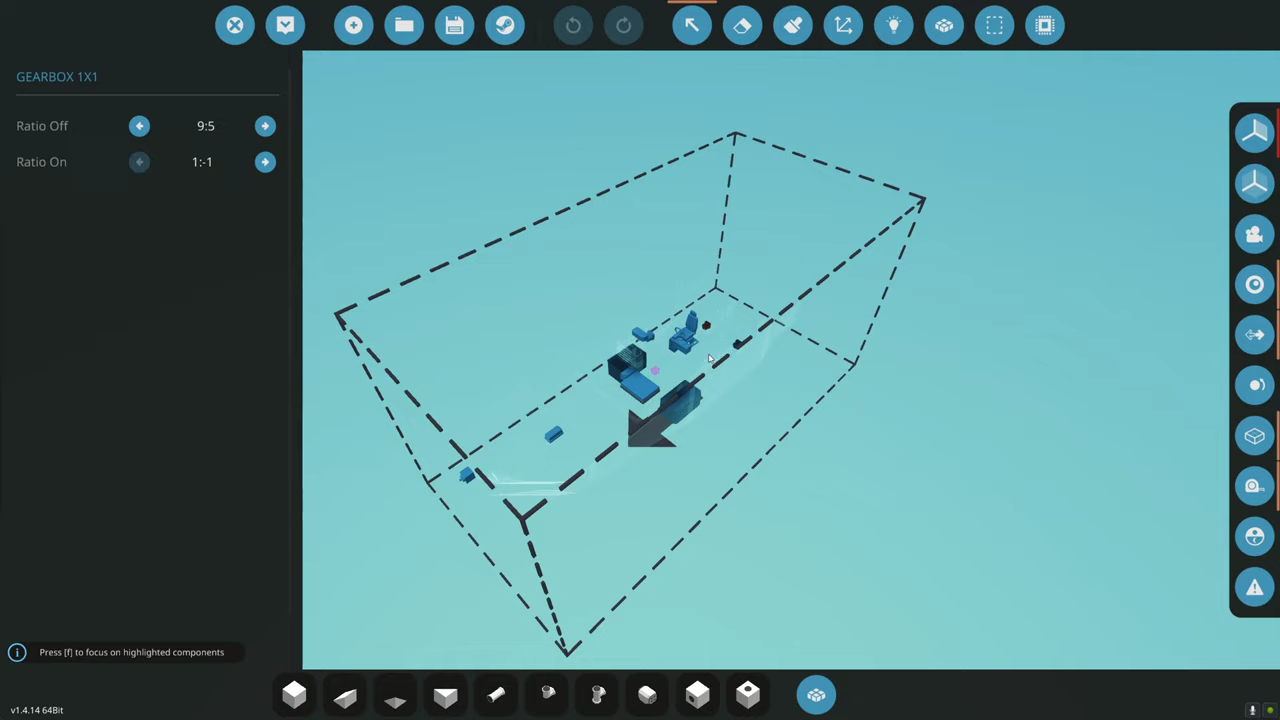 GEARBOX 1X1
Ratio Off 9:5
Ratio On 1:-1
Press [f] to focus on highlighted components
v1.4.14 64Bit